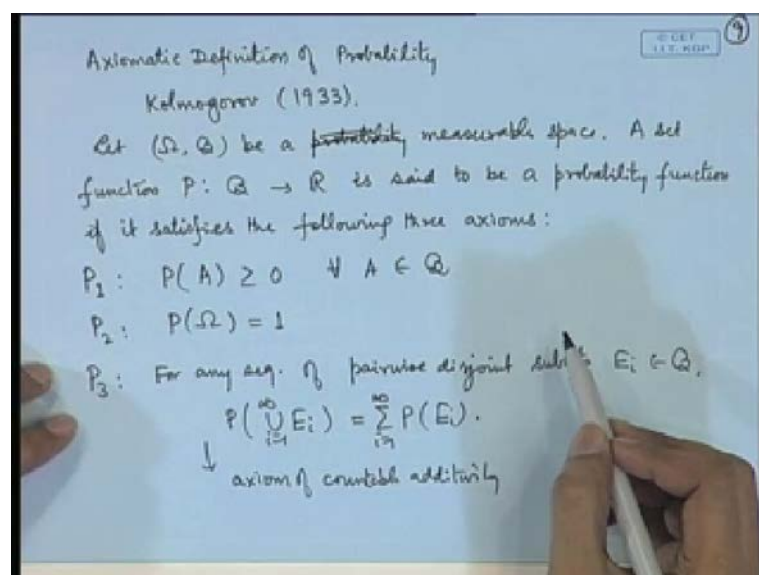 © CET
I.I.T. KGP
9
Axiomatic Definition of Probability
Kolmogorov (1933).
Let (Ω, ℬ) be a probability measurable space. A set
function P: ℬ → ℝ is said to be a probability function
if it satisfies the following three axioms:
P₁: P(A) ≥ 0 ∀ A ∈ ℬ
P₂: P(Ω) = 1
P₃: For any seq. of pairwise disjoint Eᵢ ∈ ℬ,
P(⋃ᵢ₌₁^∞ Eᵢ) = ∑ᵢ₌₁^∞ P(Eᵢ).
↓
axiom of countable additivity